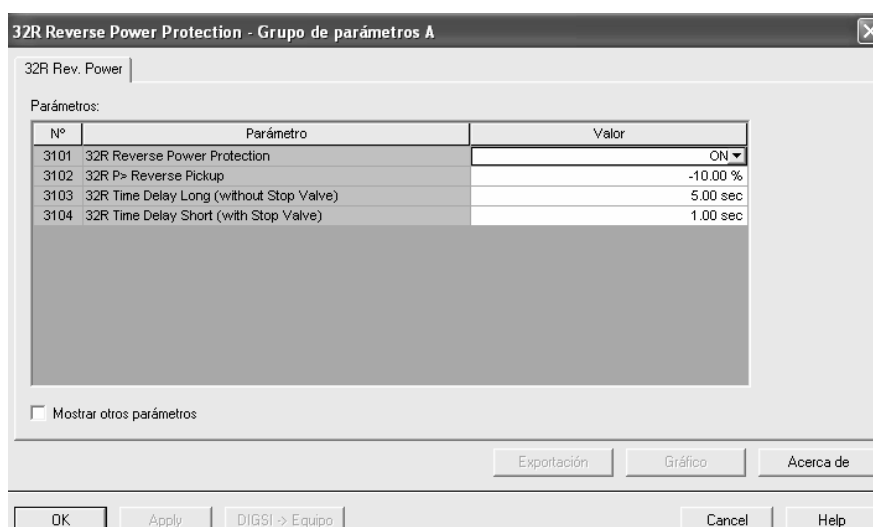 32R Reverse Power Protection - Grupo de parámetros A
32R Rev. Power
Parámetros:
Nº Parámetro Valor
3101 32R Reverse Power Protection ON
3102 32R P> Reverse Pickup -10.00 %
3103 32R Time Delay Long (without Stop Valve) 5.00 sec
3104 32R Time Delay Short (with Stop Valve) 1.00 sec
Mostrar otros parámetros
Exportación Gráfico Acerca de
OK Apply DIGSI -> Equipo Cancel Help